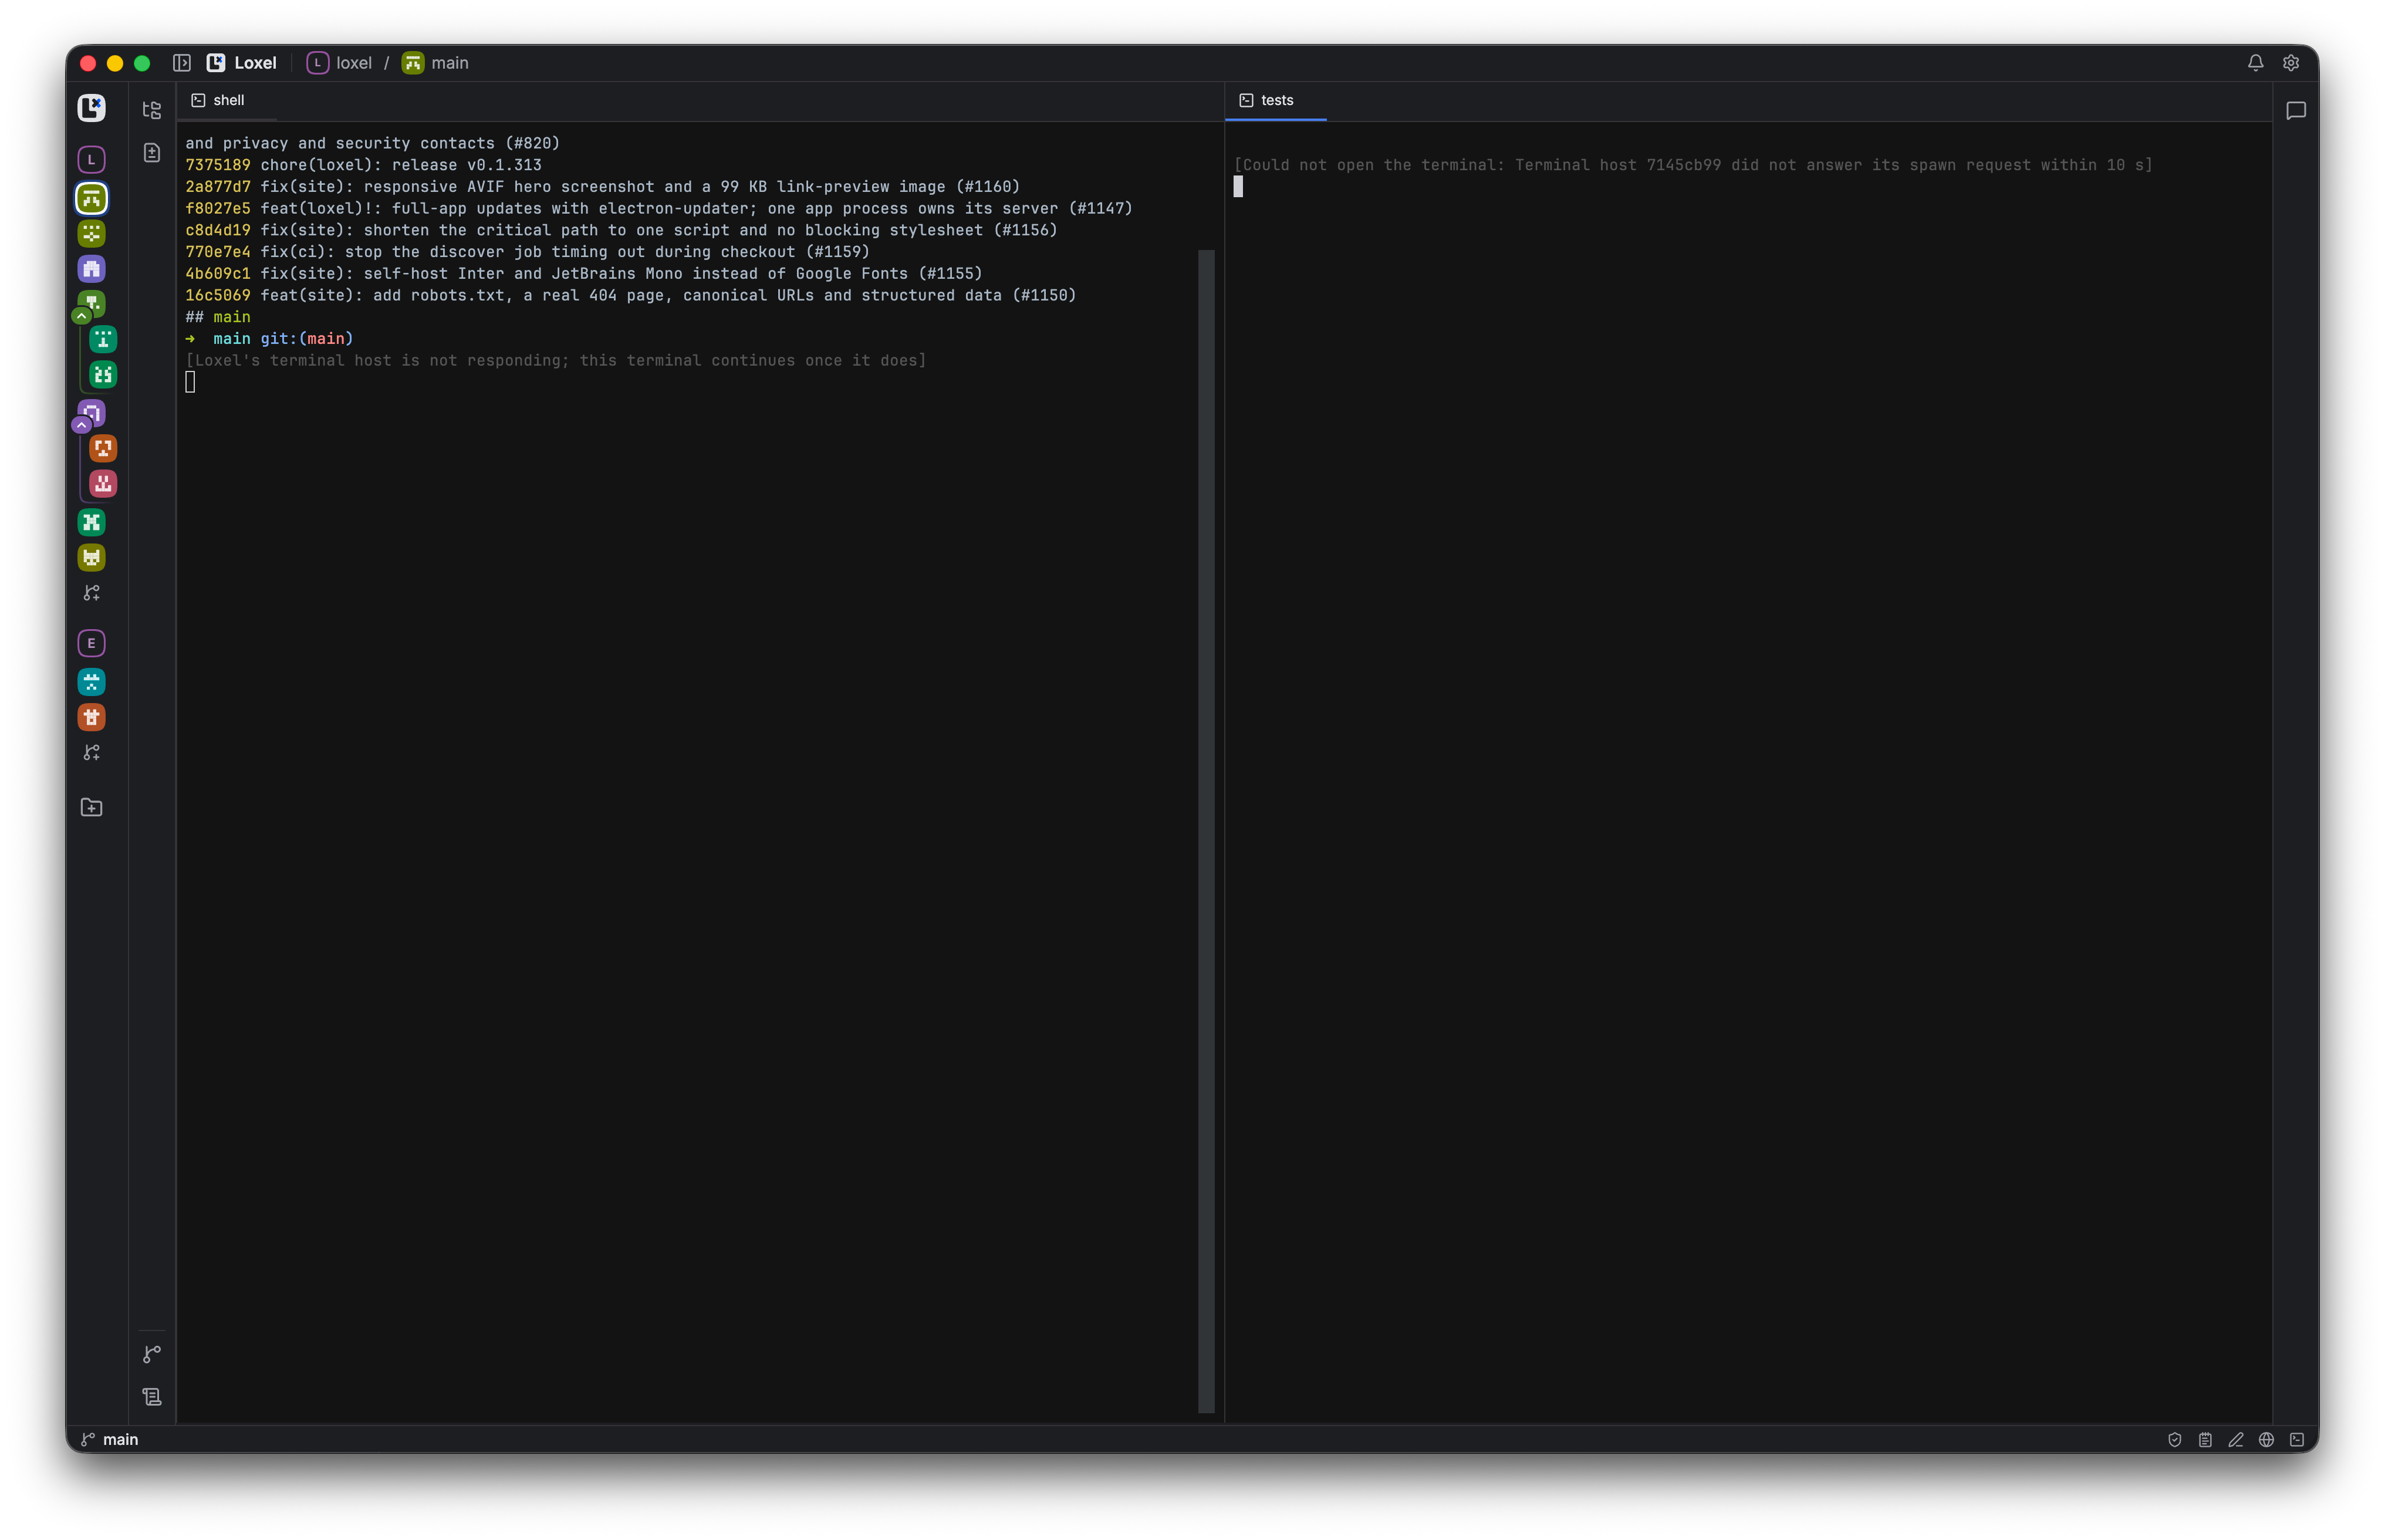 Loxel
L loxel / main
shell
tests
L
E
and privacy and security contacts (#820)
7375189 chore(loxel): release v0.1.313
2a877d7 fix(site): responsive AVIF hero screenshot and a 99 KB link-preview image (#1160)
f8027e5 feat(loxel)!: full-app updates with electron-updater; one app process owns its server (#1147)
c8d4d19 fix(site): shorten the critical path to one script and no blocking stylesheet (#1156)
770e7e4 fix(ci): stop the discover job timing out during checkout (#1159)
4b609c1 fix(site): self-host Inter and JetBrains Mono instead of Google Fonts (#1155)
16c5069 feat(site): add robots.txt, a real 404 page, canonical URLs and structured data (#1150)
## main
➜ main git:(main)
[Loxel's terminal host is not responding; this terminal continues once it does]
[Could not open the terminal: Terminal host 7145cb99 did not answer its spawn request within 10 s]
main